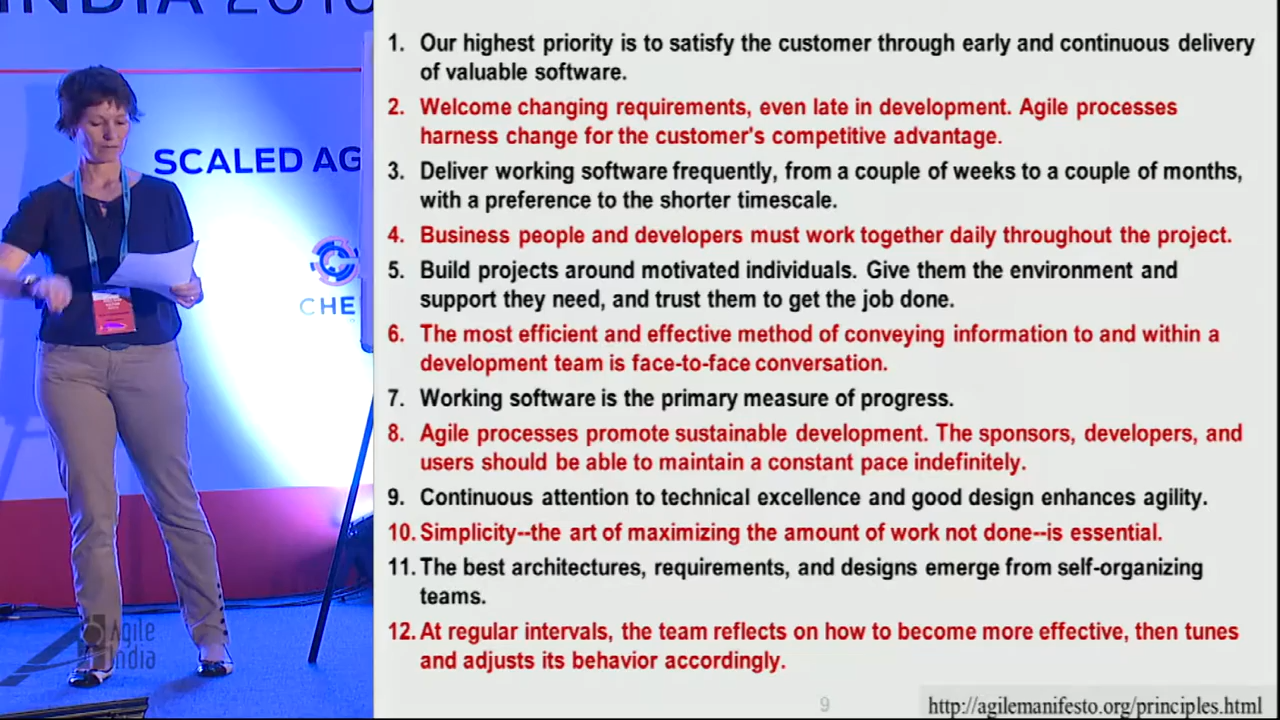 INDIA 2016
SCALED AG
CHE
Agile
India
1. Our highest priority is to satisfy the customer through early and continuous delivery
of valuable software.
2. Welcome changing requirements, even late in development. Agile processes
harness change for the customer's competitive advantage.
3. Deliver working software frequently, from a couple of weeks to a couple of months,
with a preference to the shorter timescale.
4. Business people and developers must work together daily throughout the project.
5. Build projects around motivated individuals. Give them the environment and
support they need, and trust them to get the job done.
6. The most efficient and effective method of conveying information to and within a
development team is face-to-face conversation.
7. Working software is the primary measure of progress.
8. Agile processes promote sustainable development. The sponsors, developers, and
users should be able to maintain a constant pace indefinitely.
9. Continuous attention to technical excellence and good design enhances agility.
10. Simplicity--the art of maximizing the amount of work not done--is essential.
11. The best architectures, requirements, and designs emerge from self-organizing
teams.
12. At regular intervals, the team reflects on how to become more effective, then tunes
and adjusts its behavior accordingly.
9
http://agilemanifesto.org/principles.html